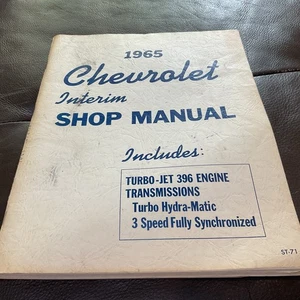 1965
Chevrolet
Interim
SHOP MANUAL
Includes:
TURBO-JET 396 ENGINE
TRANSMISSIONS
Turbo Hydra-Matic
3 Speed Fully Synchronized
ST-71